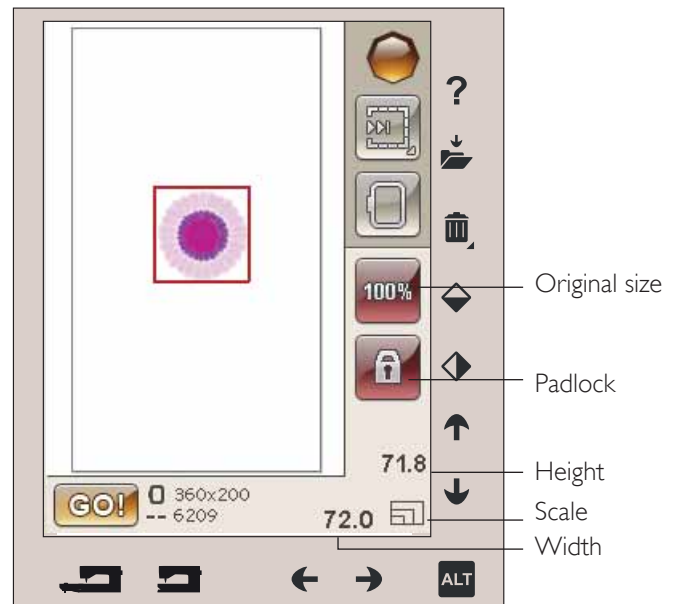 ?
100%
Original size
Padlock
71.8
Height
GO! 360x200
-- 6209
72.0
Scale
Width
ALT